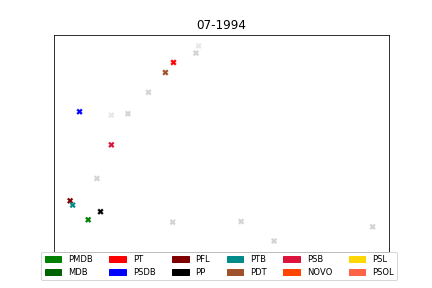 07-1994
PMDB PT PFL PTB PSB PSL
MDB PSDB PP PDT NOVO PSOL